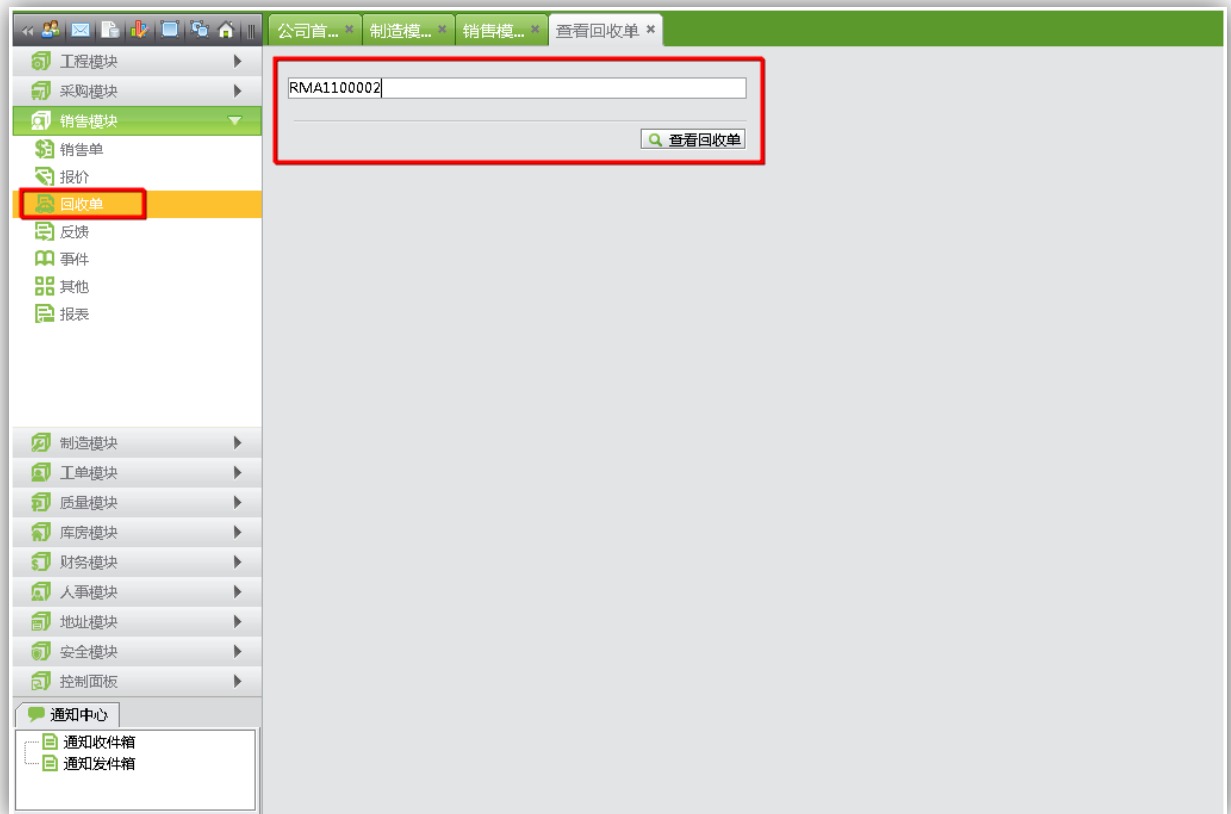 公司首... 制造模... 销售模... 查看回收单
工程模块
采购模块
销售模块
销售单
报价
回收单
反馈
事件
其他
报表
制造模块
工单模块
质量模块
库房模块
财务模块
人事模块
地址模块
安全模块
控制面板
通知中心
通知收件箱
通知发件箱
RMA1100002
查看回收单